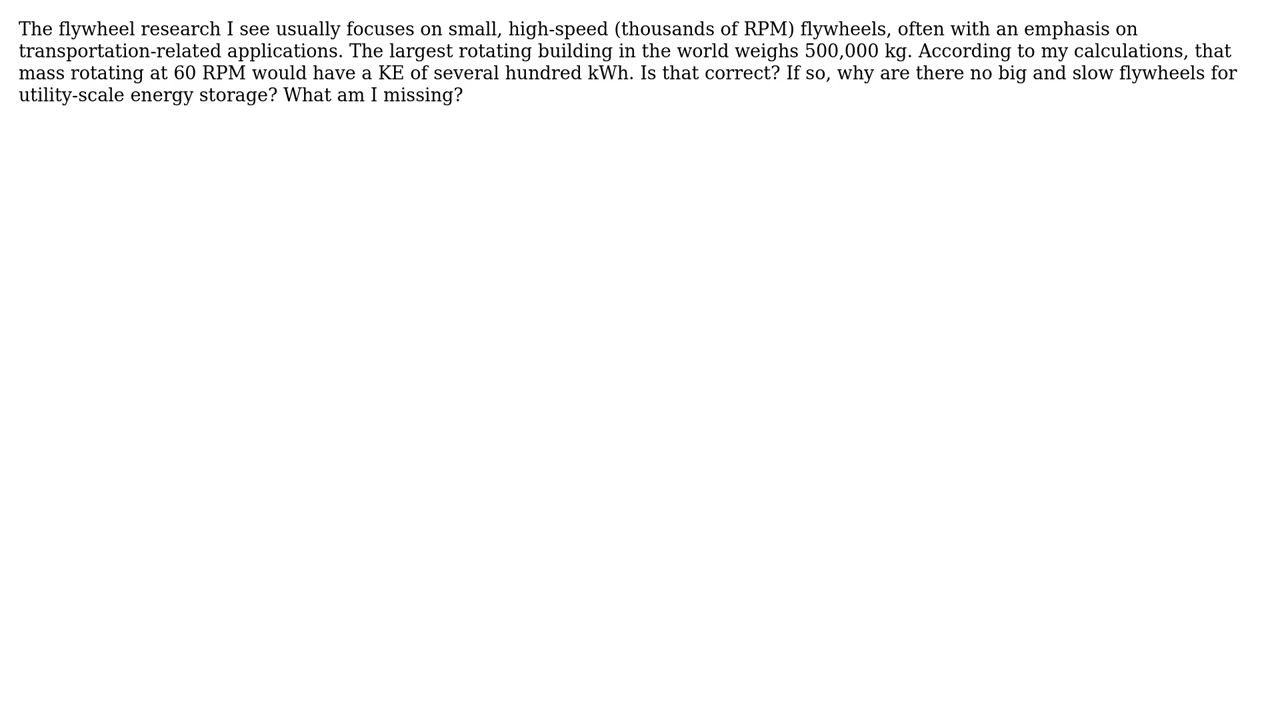 The flywheel research I see usually focuses on small, high-speed (thousands of RPM) flywheels, often with an emphasis on
transportation-related applications. The largest rotating building in the world weighs 500,000 kg. According to my calculations, that
mass rotating at 60 RPM would have a KE of several hundred kWh. Is that correct? If so, why are there no big and slow flywheels for
utility-scale energy storage? What am I missing?